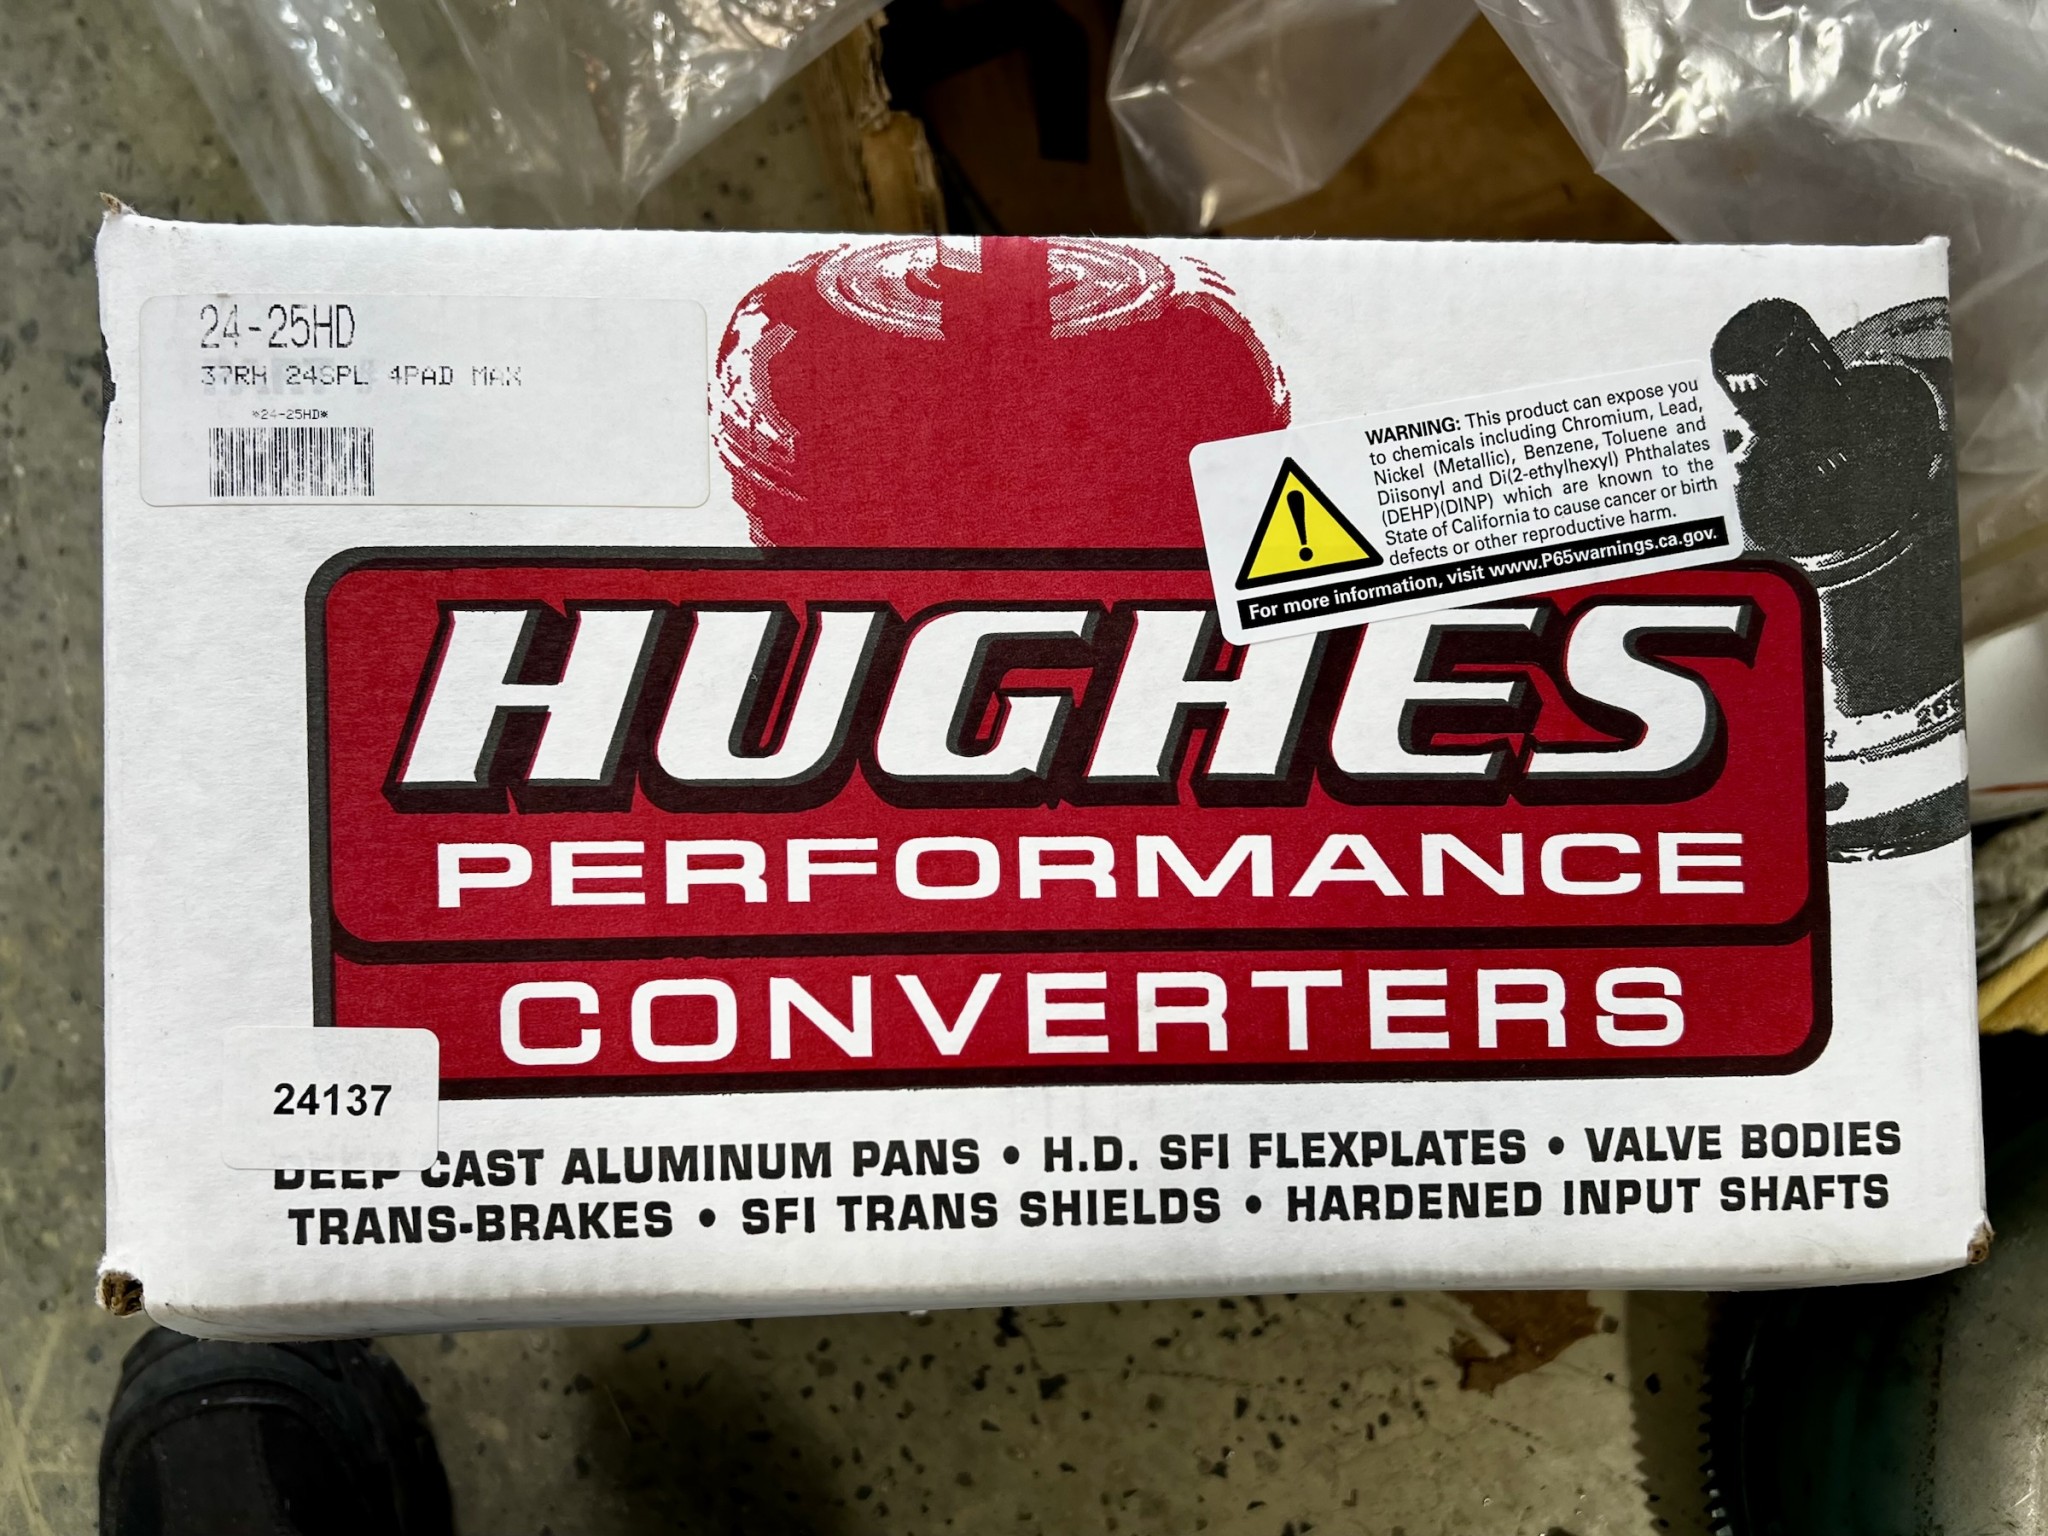 24-25HD
37RH 24SPL 4PAD MAX
*24-25HD*
WARNING: This product can expose you
to chemicals including Chromium, Lead,
Nickel (Metallic), Benzene, Toluene and
Diisonyl and Di(2-ethylhexyl) Phthalates
(DEHP)(DINP) which are known to the
State of California to cause cancer or birth
defects or other reproductive harm.
For more information, visit www.P65warnings.ca.gov.
HUGHES
PERFORMANCE
CONVERTERS
24137
DEEP CAST ALUMINUM PANS • H.D. SFI FLEXPLATES • VALVE BODIES
TRANS-BRAKES • SFI TRANS SHIELDS • HARDENED INPUT SHAFTS